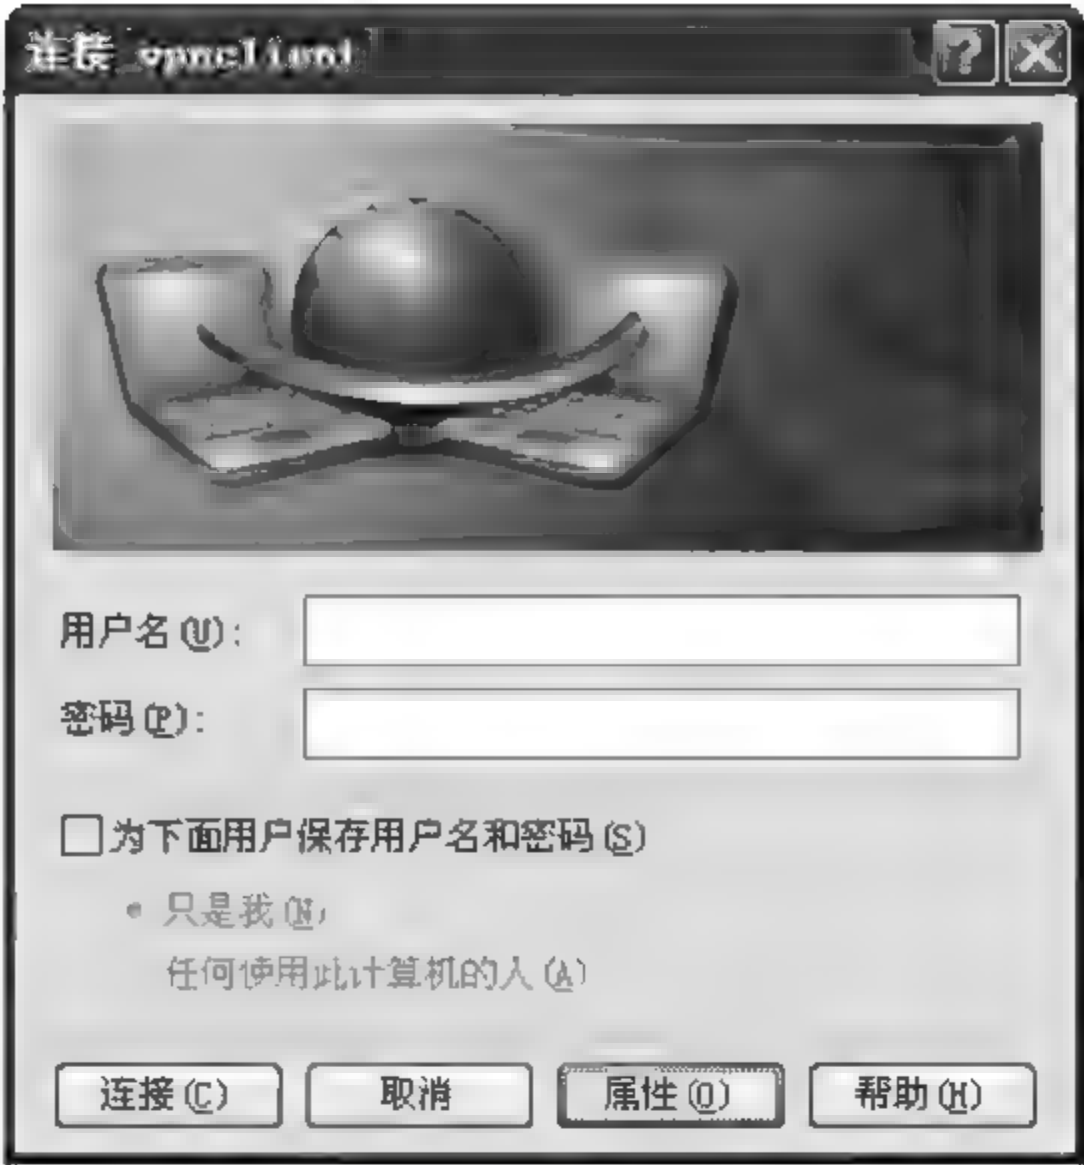 连接 vpnclient
用户名(U):
密码(P):
为下面用户保存用户名和密码(S)
只是我(N)
任何使用此计算机的人(A)
连接(C) 取消 属性(O) 帮助(H)